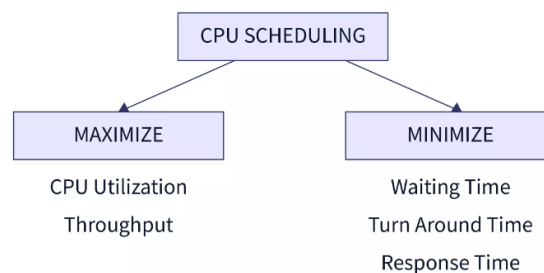 CPU SCHEDULING
MAXIMIZE
CPU Utilization
Throughput
MINIMIZE
Waiting Time
Turn Around Time
Response Time